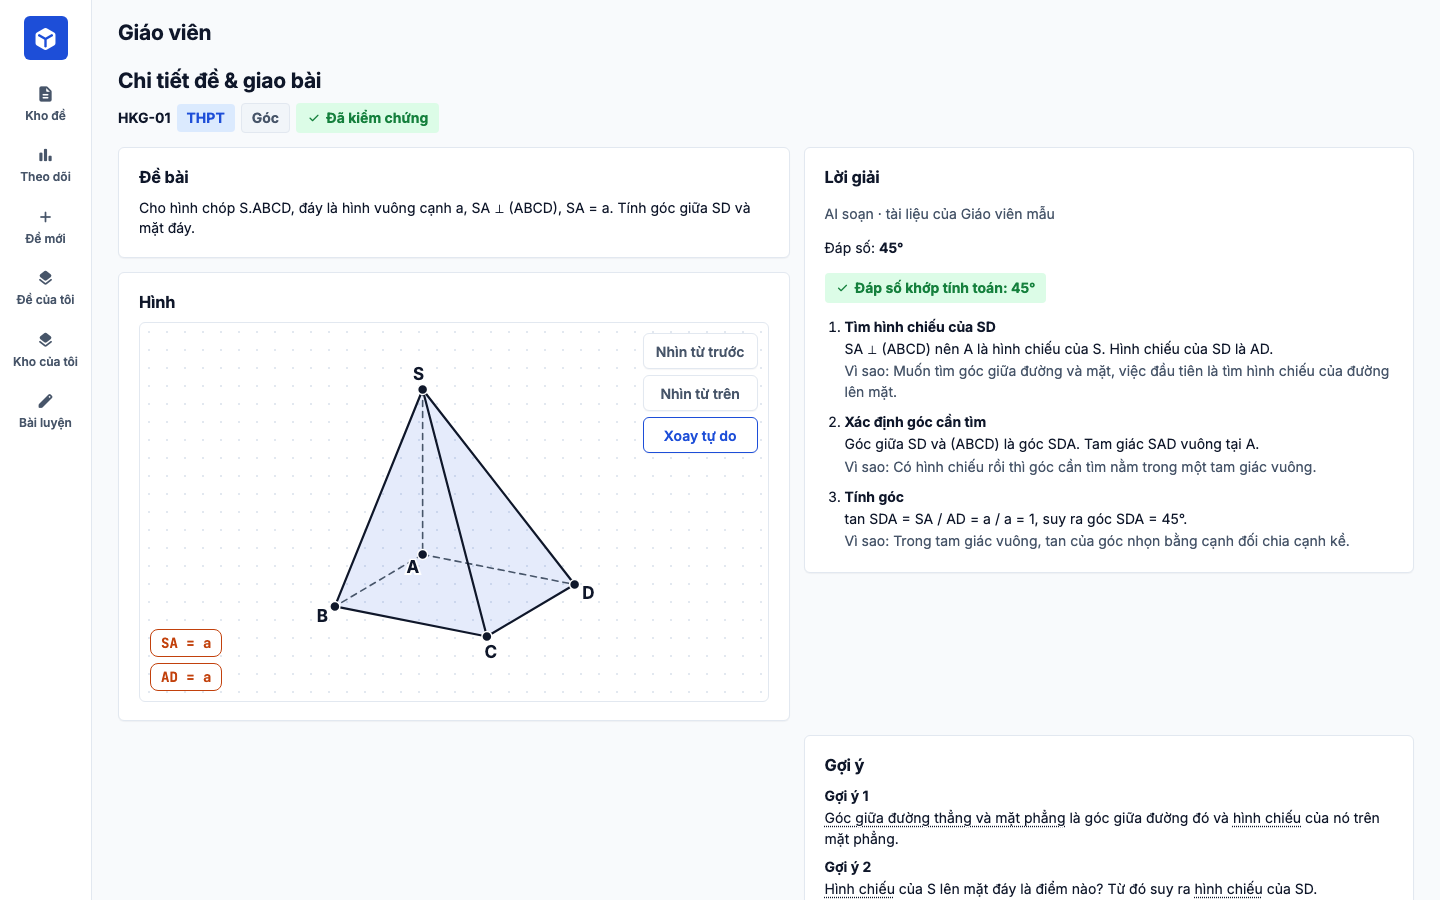 Giáo viên
Chi tiết đề & giao bài
HKG-01 THPT Góc Đã kiểm chứng
Kho đề
Theo dõi
Đề mới
Đề của tôi
Kho của tôi
Bài luyện
Đề bài
Cho hình chóp S.ABCD, đáy là hình vuông cạnh a, SA ⊥ (ABCD), SA = a. Tính góc giữa SD và
mặt đáy.
Hình
Nhìn từ trước
Nhìn từ trên
Xoay tự do
S
A
B
C
D
SA = a
AD = a
Lời giải
AI soạn · tài liệu của Giáo viên mẫu
Đáp số: 45°
Đáp số khớp tính toán: 45°
1. Tìm hình chiếu của SD
SA ⊥ (ABCD) nên A là hình chiếu của S. Hình chiếu của SD là AD.
Vì sao: Muốn tìm góc giữa đường và mặt, việc đầu tiên là tìm hình chiếu của đường
lên mặt.
2. Xác định góc cần tìm
Góc giữa SD và (ABCD) là góc SDA. Tam giác SAD vuông tại A.
Vì sao: Có hình chiếu rồi thì góc cần tìm nằm trong một tam giác vuông.
3. Tính góc
tan SDA = SA / AD = a / a = 1, suy ra góc SDA = 45°.
Vì sao: Trong tam giác vuông, tan của góc nhọn bằng cạnh đối chia cạnh kề.
Gợi ý
Gợi ý 1
Góc giữa đường thẳng và mặt phẳng là góc giữa đường đó và hình chiếu của nó trên
mặt phẳng.
Gợi ý 2
Hình chiếu của S lên mặt đáy là điểm nào? Từ đó suy ra hình chiếu của SD.